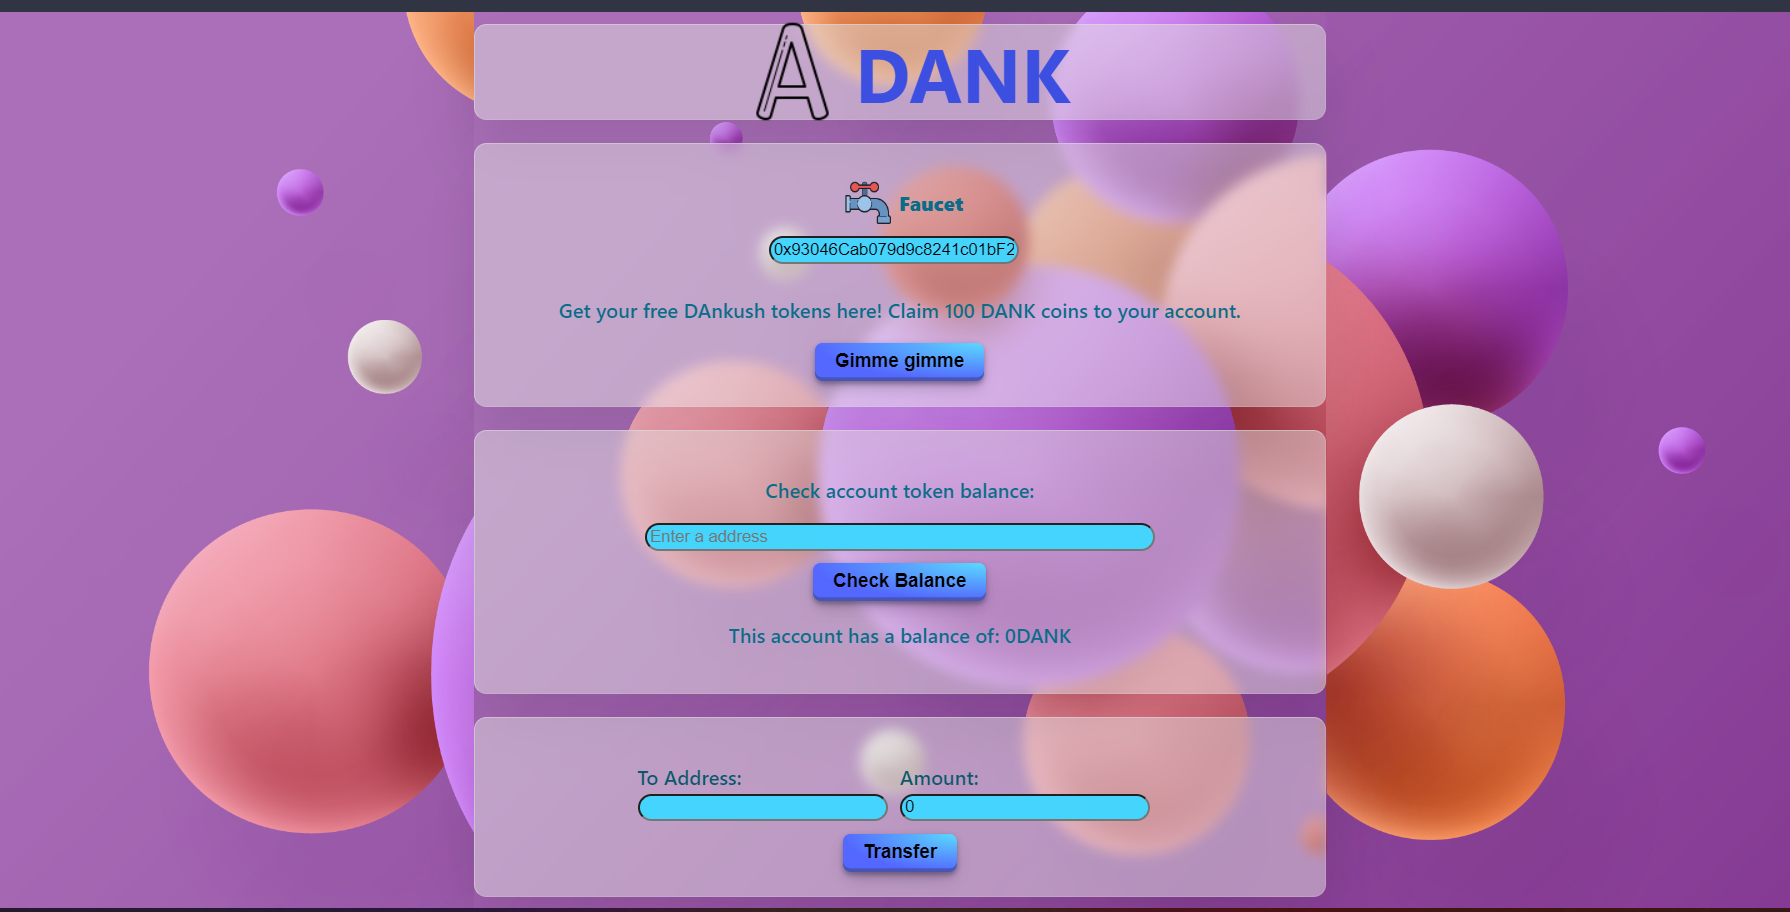 A DANK
Faucet
0x93046Cab079d9c8241c01bF2
Get your free DAnkush tokens here! Claim 100 DANK coins to your account.
Gimme gimme
Check account token balance:
Enter a address
Check Balance
This account has a balance of: 0DANK
To Address: Amount:
0
Transfer